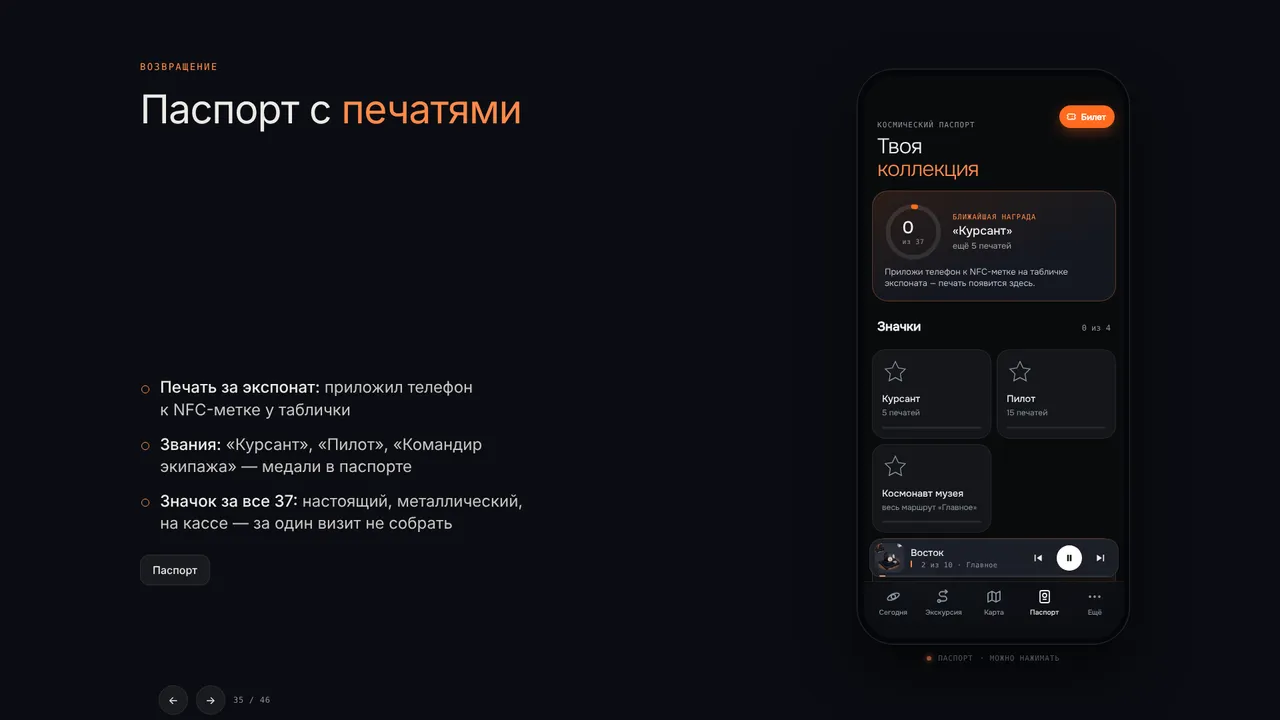 ВОЗВРАЩЕНИЕ
Паспорт с печатями
Печать за экспонат: приложил телефон
к NFC-метке у таблички
Звания: «Курсант», «Пилот», «Командир
экипажа» — медали в паспорте
Значок за все 37: настоящий, металлический,
на кассе — за один визит не собрать
Паспорт
← → 35 / 46
Билет
КОСМИЧЕСКИЙ ПАСПОРТ
Твоя
коллекция
0
из 37
БЛИЖАЙШАЯ НАГРАДА
«Курсант»
ещё 5 печатей
Приложи телефон к NFC-метке на табличке
экспоната — печать появится здесь.
Значки
0 из 4
Курсант
5 печатей
Пилот
15 печатей
Космонавт музея
весь маршрут «Главное»
Восток
2 из 10 · Главное
Сегодня
Экскурсия
Карта
Паспорт
Ещё
ПАСПОРТ · МОЖНО НАЖИМАТЬ